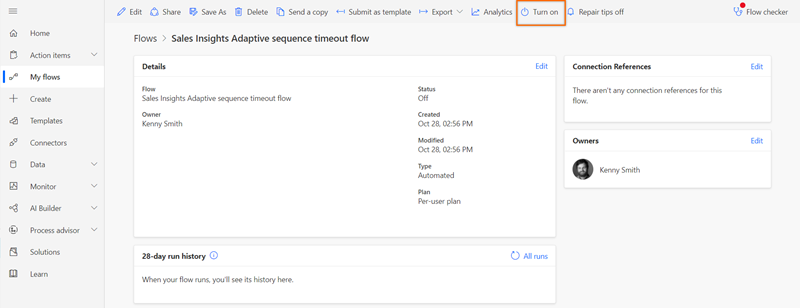 Edit Share Save As Delete Send a copy Submit as template Export Analytics Turn on Repair tips off Flow checker
Home
Action items
My flows
Create
Templates
Connectors
Data
Monitor
AI Builder
Process advisor
Solutions
Learn
Flows > Sales Insights Adaptive sequence timeout flow
Details Edit
Flow
Sales Insights Adaptive sequence timeout flow
Owner
Kenny Smith
Status
Off
Created
Oct 28, 02:56 PM
Modified
Oct 28, 02:56 PM
Type
Automated
Plan
Per-user plan
Connection References Edit
There aren't any connection references for this
flow.
Owners Edit
Kenny Smith
28-day run history All runs
When your flow runs, you'll see its history here.